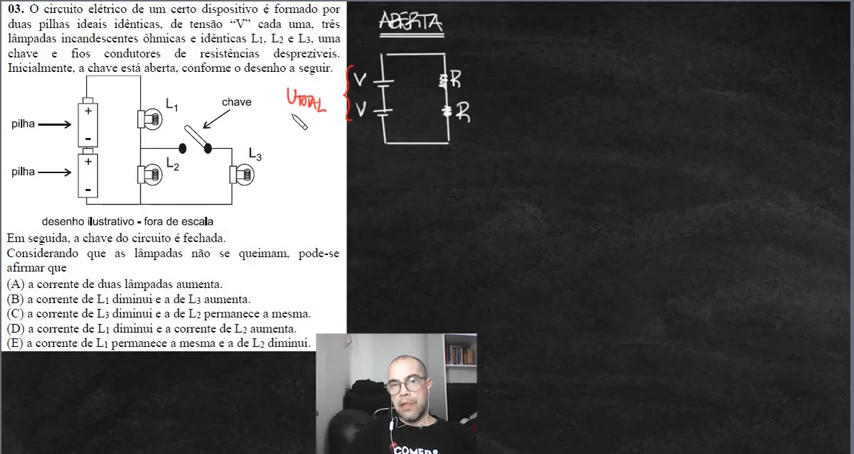 03. O circuito elétrico de um certo dispositivo é formado por
duas pilhas ideais idênticas, de tensão “V” cada uma, três
lâmpadas incandescentes ôhmicas e idênticas L1, L2 e L3, uma
chave e fios condutores de resistências desprezíveis.
Inicialmente, a chave está aberta, conforme o desenho a seguir.
L1
chave
pilha
+
-
L2
L3
pilha
+
-
desenho ilustrativo - fora de escala
Em seguida, a chave do circuito é fechada.
Considerando que as lâmpadas não se queimam, pode-se
afirmar que
(A) a corrente de duas lâmpadas aumenta.
(B) a corrente de L1 diminui e a de L3 aumenta.
(C) a corrente de L3 diminui e a de L2 permanece a mesma.
(D) a corrente de L1 diminui e a corrente de L2 aumenta.
(E) a corrente de L1 permanece a mesma e a de L2 diminui.
ABERTA
UTOTAL
V
R
V
R